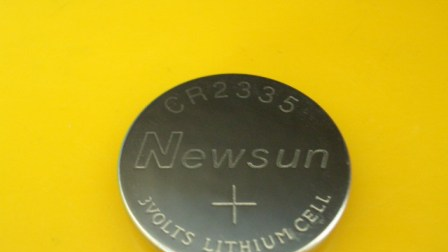 CR2335
Newsun
+
3VOLTS LITHIUM CELL